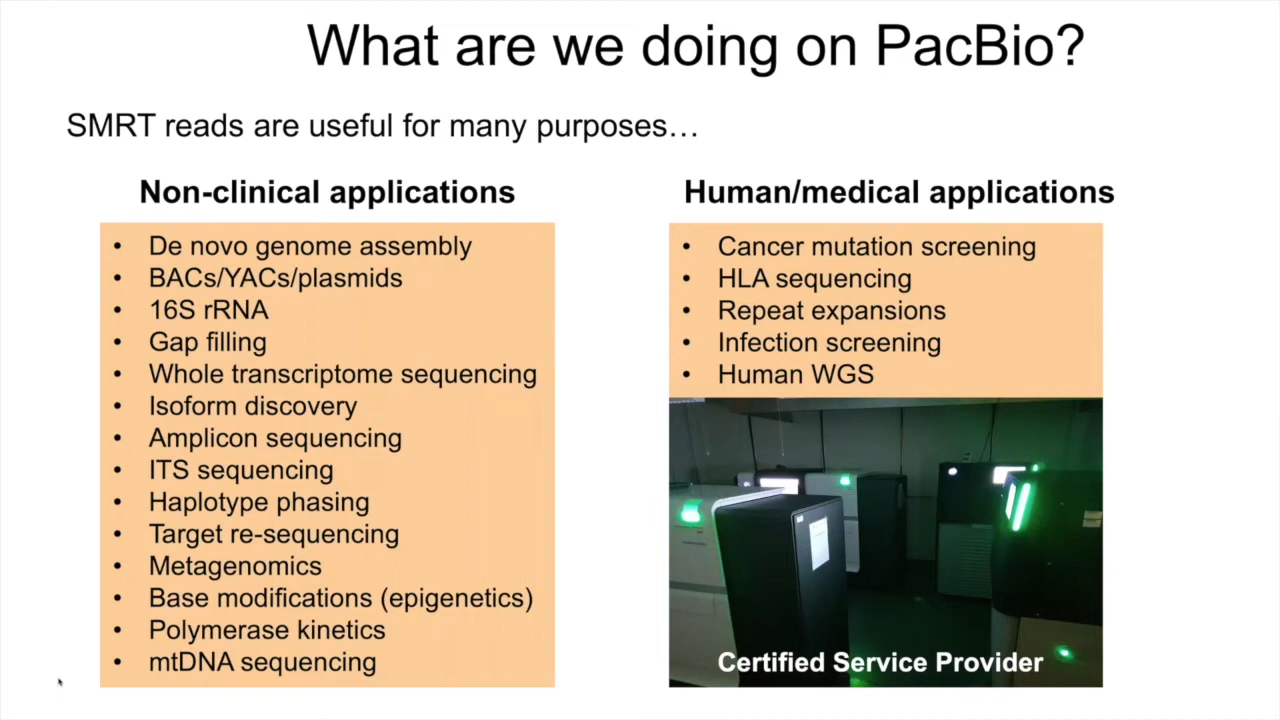 What are we doing on PacBio?
SMRT reads are useful for many purposes…
Non-clinical applications
• De novo genome assembly
• BACs/YACs/plasmids
• 16S rRNA
• Gap filling
• Whole transcriptome sequencing
• Isoform discovery
• Amplicon sequencing
• ITS sequencing
• Haplotype phasing
• Target re-sequencing
• Metagenomics
• Base modifications (epigenetics)
• Polymerase kinetics
• mtDNA sequencing
Human/medical applications
• Cancer mutation screening
• HLA sequencing
• Repeat expansions
• Infection screening
• Human WGS
Certified Service Provider